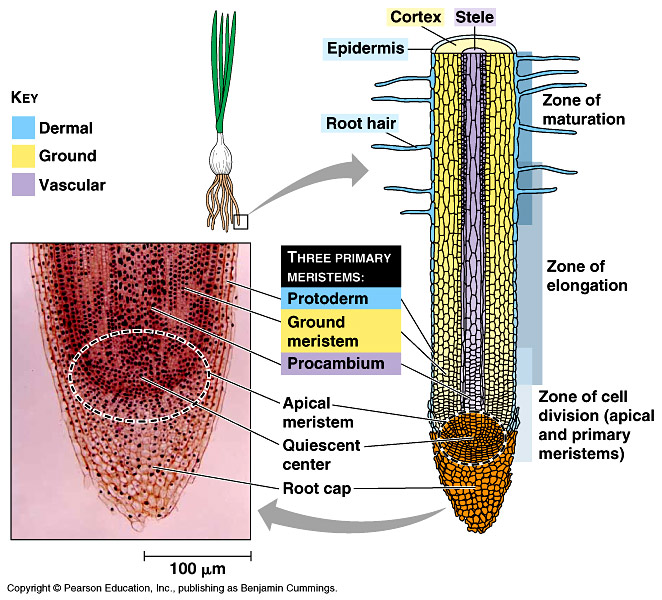 Cortex Stele
Epidermis
KEY
Dermal
Ground
Vascular
Root hair
Zone of
maturation
THREE PRIMARY
MERISTEMS:
Protoderm
Ground
meristem
Procambium
Zone of
elongation
Apical
meristem
Quiescent
center
Root cap
Zone of cell
division (apical
and primary
meristems)
100 μm
Copyright © Pearson Education, Inc., publishing as Benjamin Cummings.